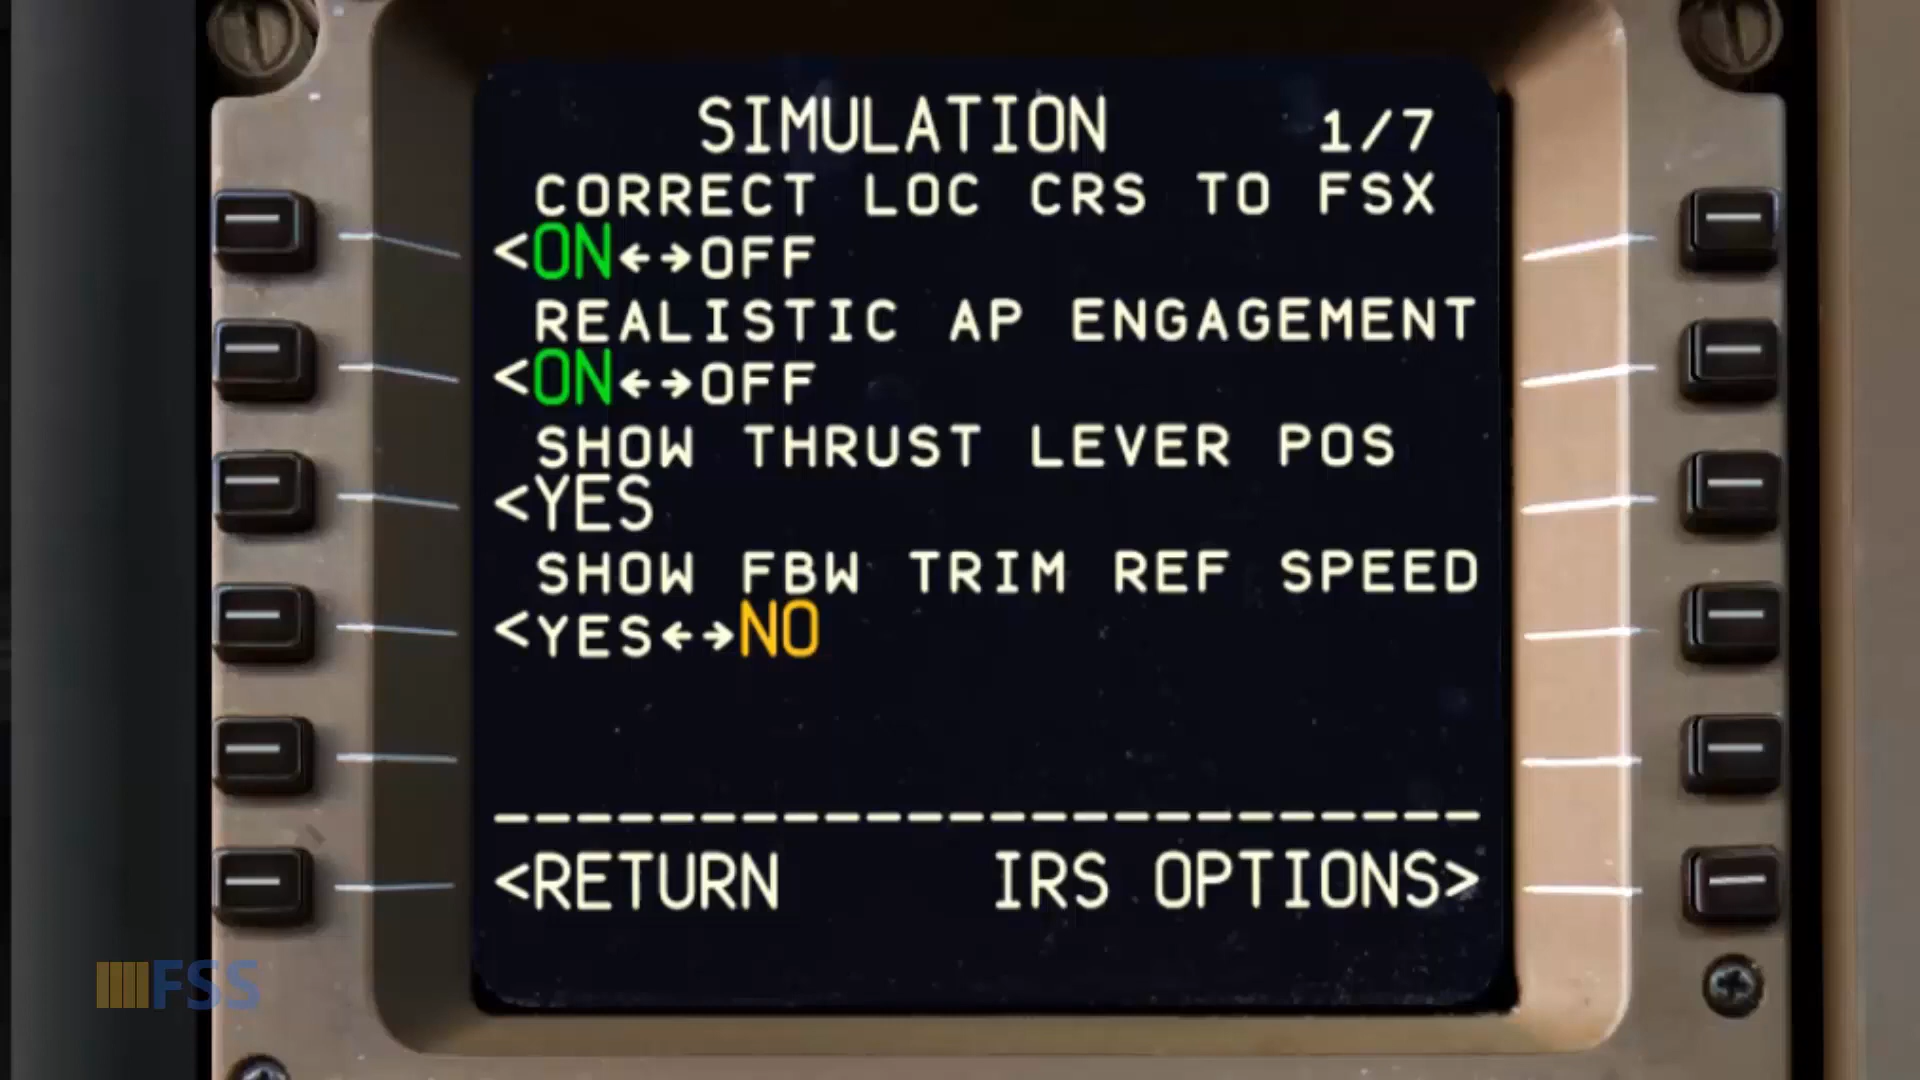 SIMULATION 1/7
CORRECT LOC CRS TO FSX
<ON←→OFF
REALISTIC AP ENGAGEMENT
<ON←→OFF
SHOW THRUST LEVER POS
<YES
SHOW FBW TRIM REF SPEED
<YES←→NO
------------------------
<RETURN IRS OPTIONS>
FSS